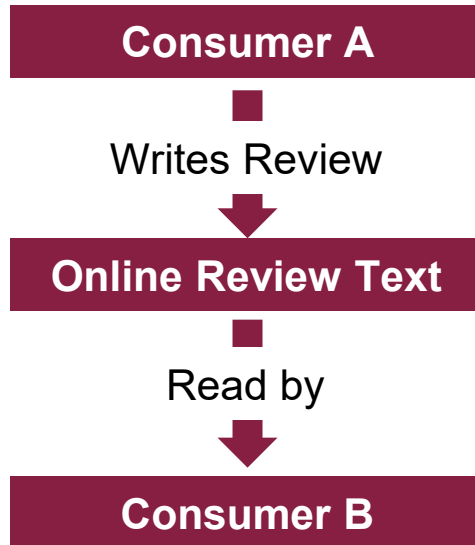 Consumer A
Writes Review
Online Review Text
Read by
Consumer B